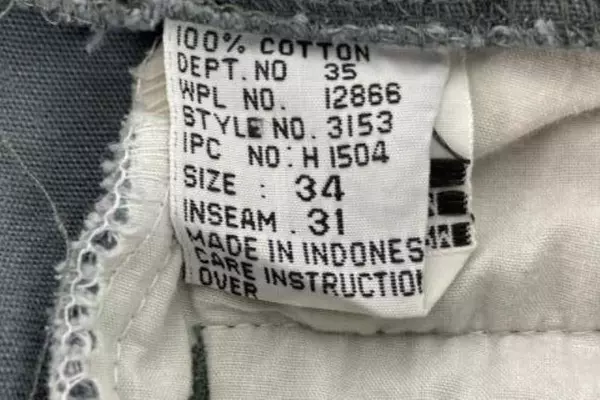 100% COTTON
DEPT.NO 35
WPL NO. 12866
STYLE NO. 3153
IPC NO: H 1504
SIZE : 34
INSEAM . 31
MADE IN INDONES
CARE INSTRUCTION
OVER